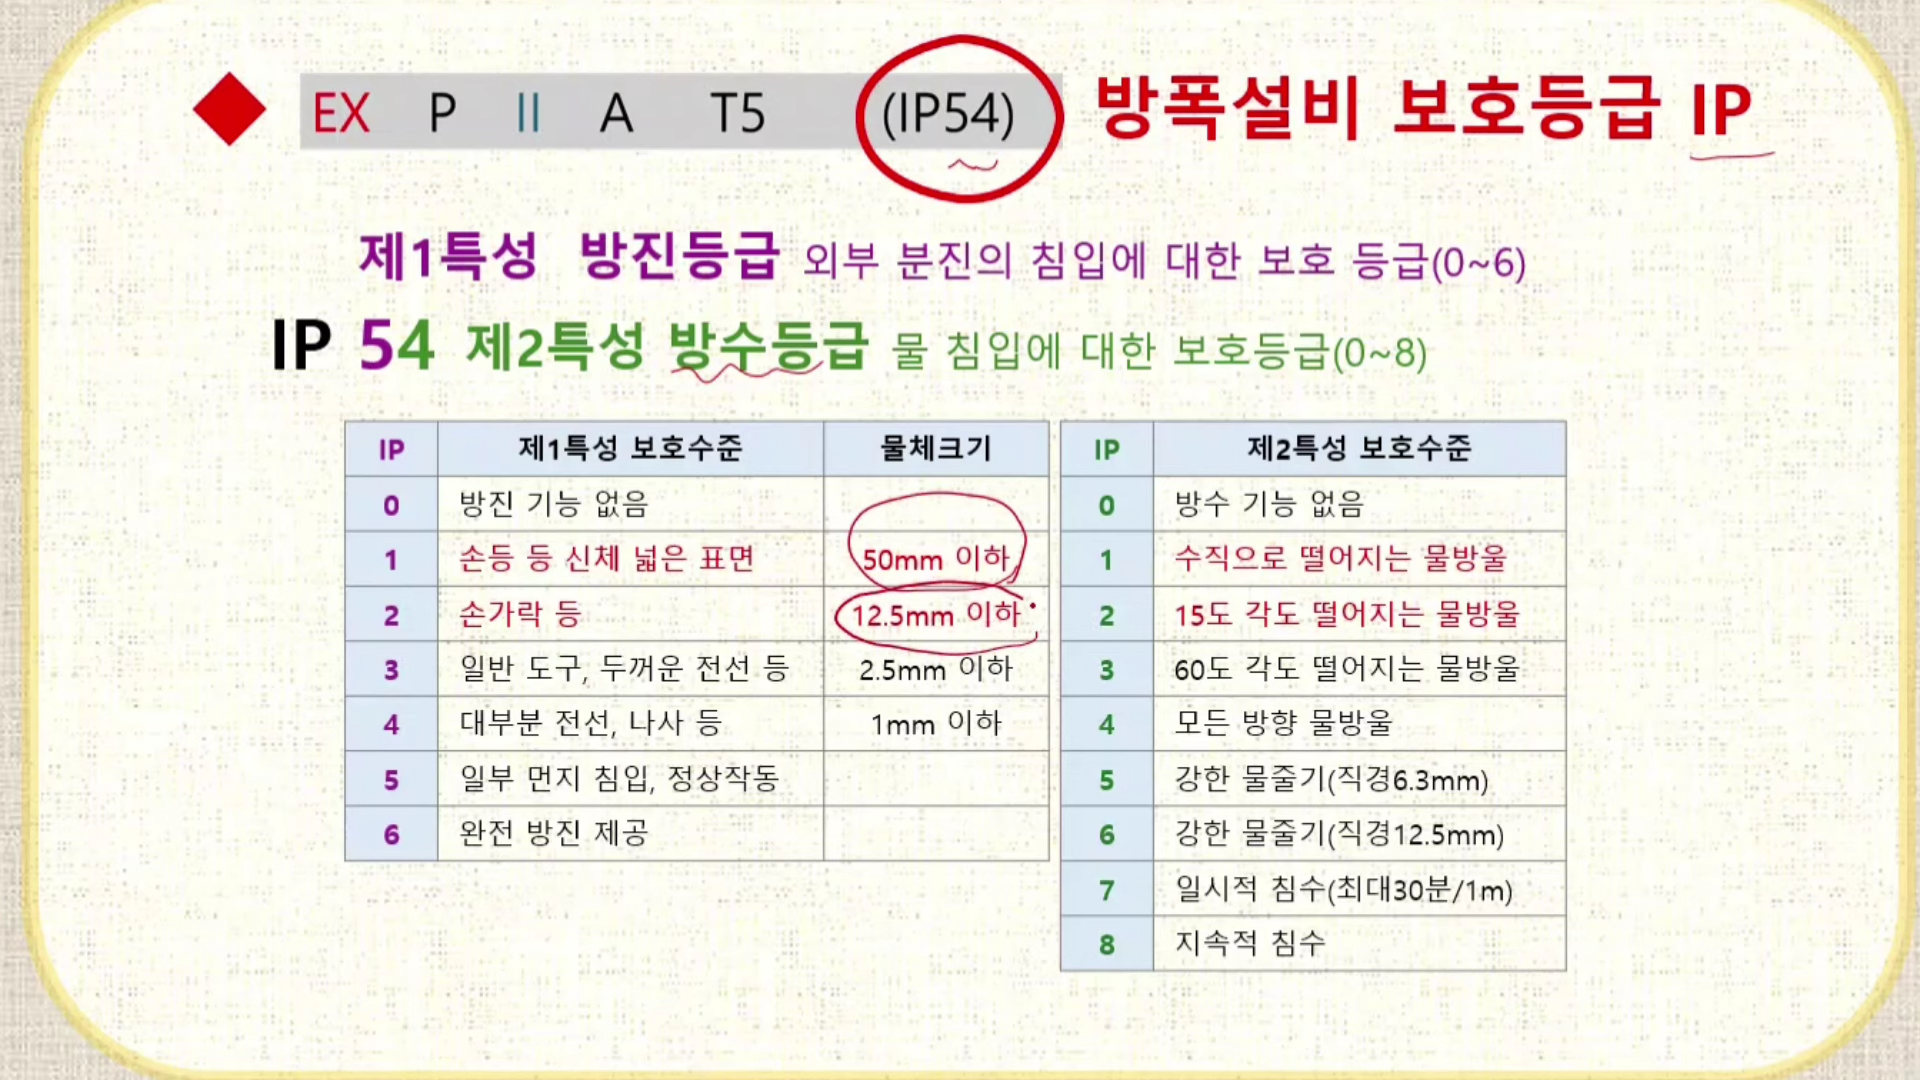 EX P II A T5 (IP54) 방폭설비 보호등급 IP
제1특성 방진등급 외부 분진의 침입에 대한 보호 등급(0~6)
IP 54 제2특성 방수등급 물 침입에 대한 보호등급(0~8)
IP 제1특성 보호수준 물체크기
0 방진 기능 없음
1 손등 등 신체 넓은 표면 50mm 이하
2 손가락 등 12.5mm 이하
3 일반 도구, 두꺼운 전선 등 2.5mm 이하
4 대부분 전선, 나사 등 1mm 이하
5 일부 먼지 침입, 정상작동
6 완전 방진 제공
IP 제2특성 보호수준
0 방수 기능 없음
1 수직으로 떨어지는 물방울
2 15도 각도 떨어지는 물방울
3 60도 각도 떨어지는 물방울
4 모든 방향 물방울
5 강한 물줄기(직경6.3mm)
6 강한 물줄기(직경12.5mm)
7 일시적 침수(최대30분/1m)
8 지속적 침수